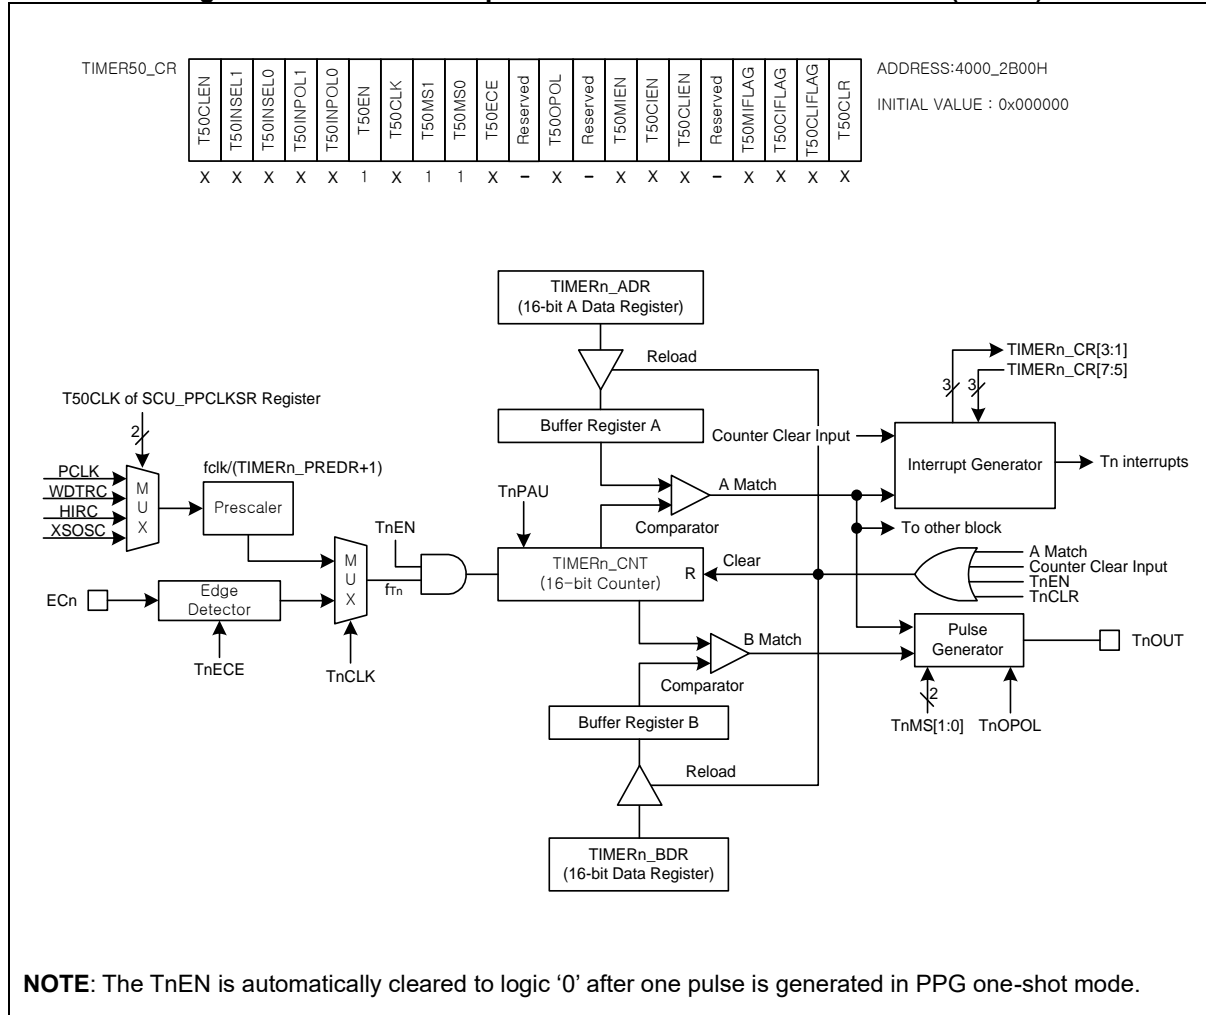 TIMER50_CR
T50CLEN
T50INSEL1
T50INSEL0
T50INPOL1
T50INPOL0
T50EN
T50CLK
T50MS1
T50MS0
T50ECE
Reserved
T50OPOL
Reserved
T50MIEN
T50CIEN
T50CLIEN
Reserved
T50MIFLAG
T50CIFLAG
T50CLIFLAG
T50CLR
ADDRESS:4000_2B00H
INITIAL VALUE : 0x000000
X X X X X 1 X 1 1 X – X – X X X – X X X X
TIMERn_ADR
(16-bit A Data Register)
Reload
TIMERn_CR[3:1]
TIMERn_CR[7:5]
3
3
T50CLK of SCU_PPCLKSR Register
2
Buffer Register A
Counter Clear Input
Interrupt Generator
Tn interrupts
PCLK
WDTRC
HIRC
XSOSC
MUX
fclk/(TIMERn_PREDR+1)
Prescaler
TnPAU
A Match
Comparator
To other block
TnEN
MUX
fTn
TIMERn_CNT
(16-bit Counter)
R
Clear
A Match
Counter Clear Input
TnEN
TnCLR
ECn
Edge
Detector
TnECE
TnCLK
B Match
Comparator
Pulse
Generator
TnOUT
2
TnMS[1:0]
TnOPOL
Buffer Register B
Reload
TIMERn_BDR
(16-bit Data Register)
NOTE: The TnEN is automatically cleared to logic ‘0’ after one pulse is generated in PPG one-shot mode.